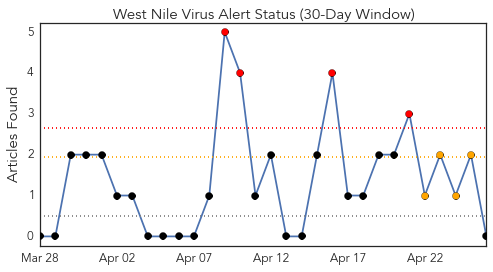 West Nile Virus Alert Status (30-Day Window)
Articles Found
5
4
3
2
1
0
Mar 28 Apr 02 Apr 07 Apr 12 Apr 17 Apr 22